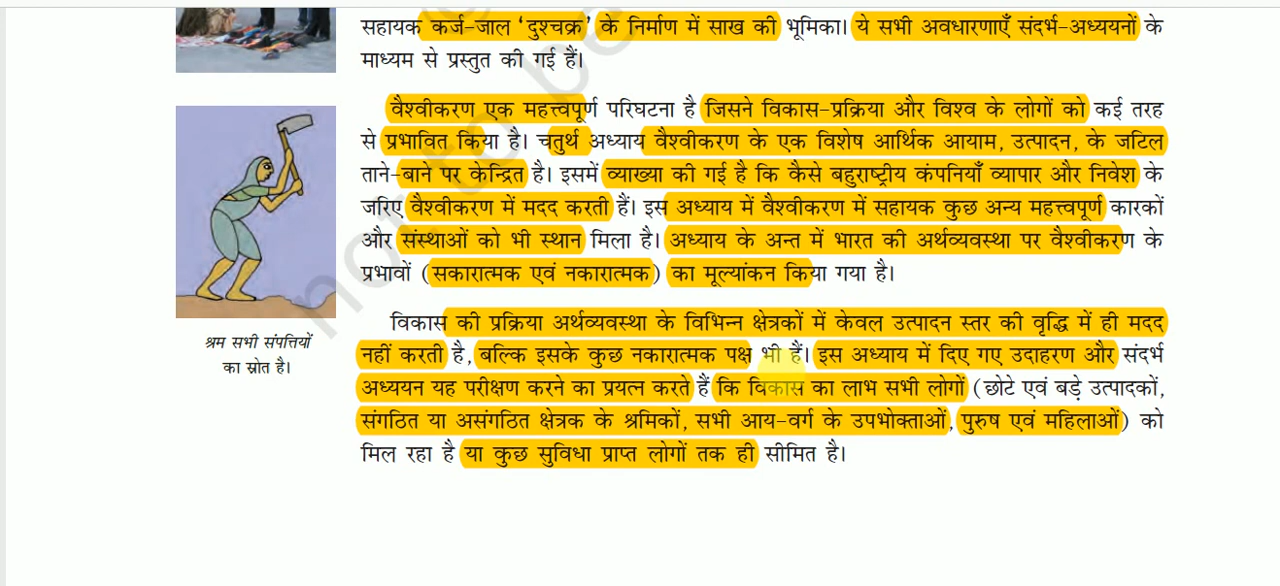 सहायक कर्ज-जाल ‘दुश्चक्र’ के निर्माण में साख की भूमिका। ये सभी अवधारणाएँ संदर्भ-अध्ययनों के
माध्यम से प्रस्तुत की गई हैं।
वैश्वीकरण एक महत्त्वपूर्ण परिघटना है जिसने विकास-प्रक्रिया और विश्व के लोगों को कई तरह
से प्रभावित किया है। चतुर्थ अध्याय वैश्वीकरण के एक विशेष आर्थिक आयाम, उत्पादन, के जटिल
ताने-बाने पर केन्द्रित है। इसमें व्याख्या की गई है कि कैसे बहुराष्ट्रीय कंपनियाँ व्यापार और निवेश के
जरिए वैश्वीकरण में मदद करती हैं। इस अध्याय में वैश्वीकरण में सहायक कुछ अन्य महत्त्वपूर्ण कारकों
और संस्थाओं को भी स्थान मिला है। अध्याय के अन्त में भारत की अर्थव्यवस्था पर वैश्वीकरण के
प्रभावों (सकारात्मक एवं नकारात्मक) का मूल्यांकन किया गया है।
विकास की प्रक्रिया अर्थव्यवस्था के विभिन्न क्षेत्रकों में केवल उत्पादन स्तर की वृद्धि में ही मदद
नहीं करती है, बल्कि इसके कुछ नकारात्मक पक्ष भी हैं। इस अध्याय में दिए गए उदाहरण और संदर्भ
अध्ययन यह परीक्षण करने का प्रयत्न करते हैं कि विकास का लाभ सभी लोगों (छोटे एवं बड़े उत्पादकों,
संगठित या असंगठित क्षेत्रक के श्रमिकों, सभी आय-वर्ग के उपभोक्ताओं, पुरुष एवं महिलाओं) को
मिल रहा है या कुछ सुविधा प्राप्त लोगों तक ही सीमित है।
श्रम सभी संपत्तियों
का स्रोत है।
not to be